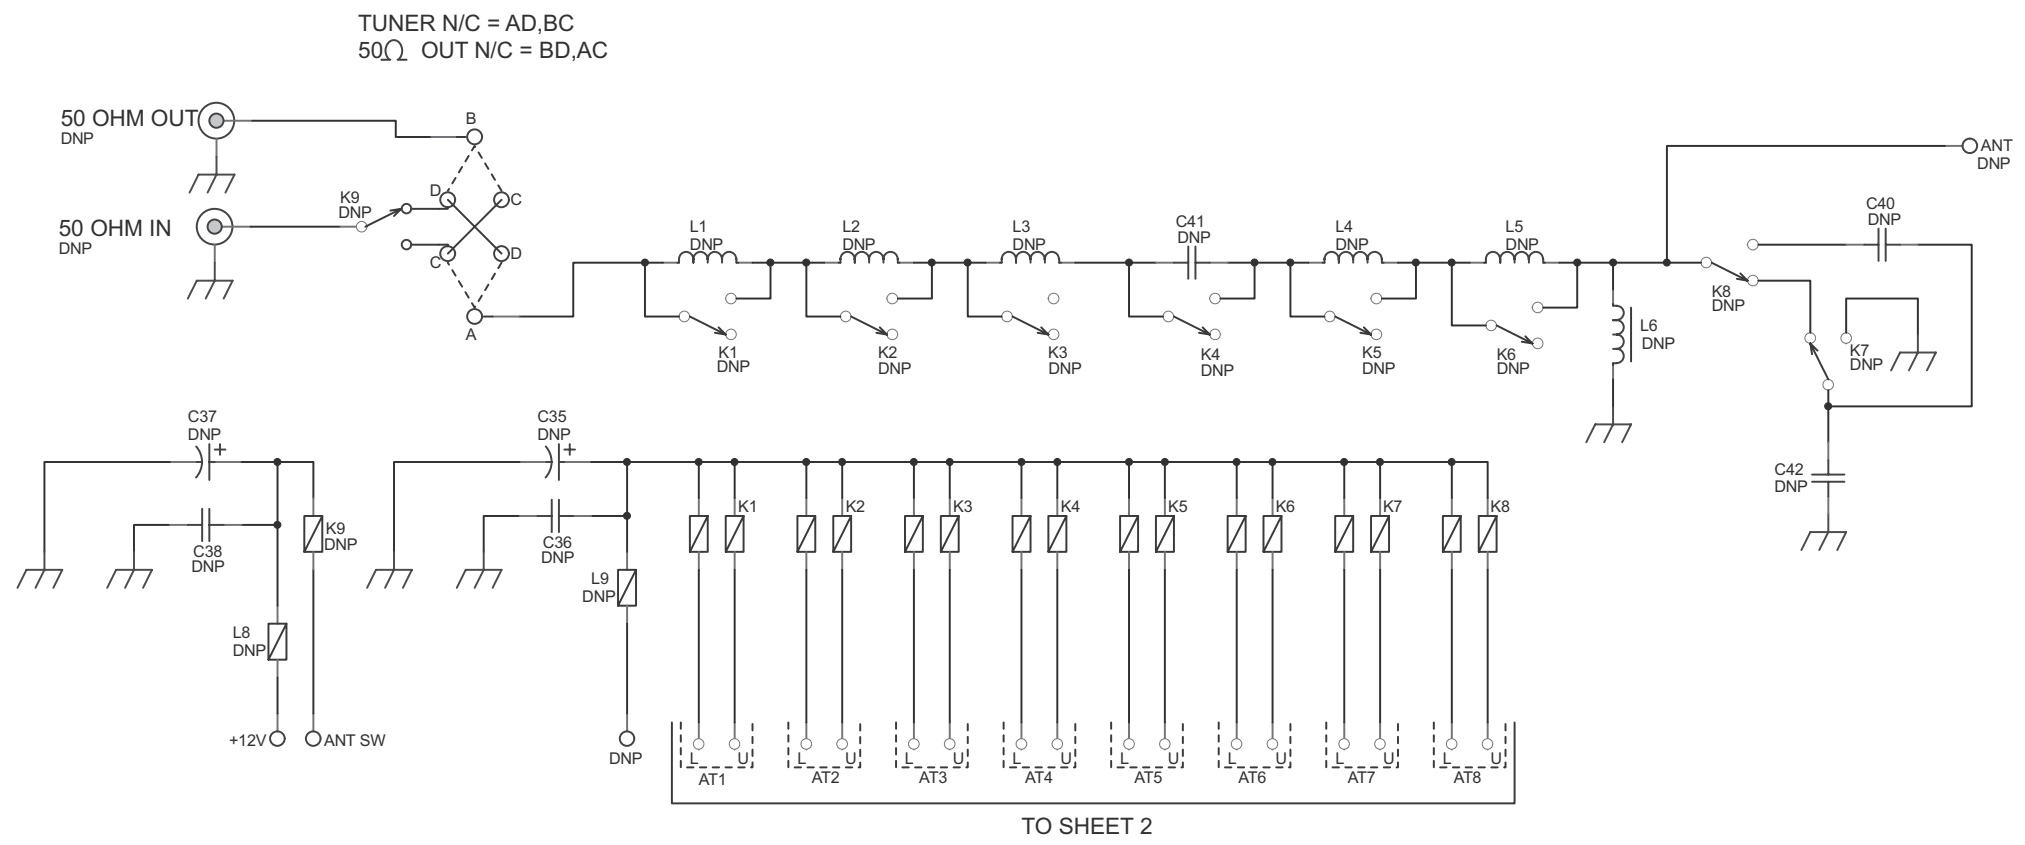 TUNER N/C = AD,BC
50Ω OUT N/C = BD,AC
50 OHM OUT
DNP
B
ANT
DNP
D
C
K9
DNP
50 OHM IN
DNP
C
D
A
L1
DNP
L2
DNP
L3
DNP
C41
DNP
L4
DNP
L5
DNP
C40
DNP
K8
DNP
K1
DNP
K2
DNP
K3
DNP
K4
DNP
K5
DNP
K6
DNP
L6
DNP
K7
DNP
C37
DNP
+
C35
DNP
+
C42
DNP
K9
DNP
C38
DNP
C36
DNP
K1
K2
K3
K4
K5
K6
K7
K8
L9
DNP
L8
DNP
+12V
ANT SW
DNP
L U
L U
L U
L U
L U
L U
L U
L U
AT1
AT2
AT3
AT4
AT5
AT6
AT7
AT8
TO SHEET 2